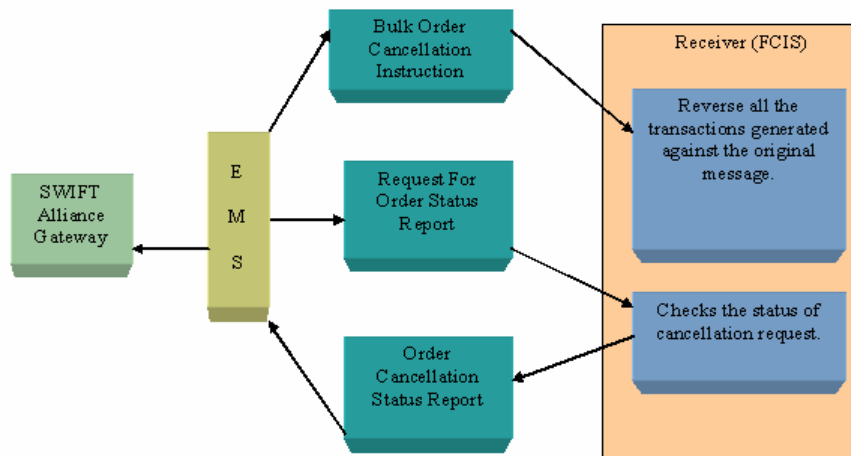 SWIFT
Alliance
Gateway
E
M
S
Bulk Order
Cancellation
Instruction
Request For
Order Status
Report
Order
Cancellation
Status Report
Receiver (FCIS)
Reverse all the
transactions generated
against the original
message.
Checks the status of
cancellation request.